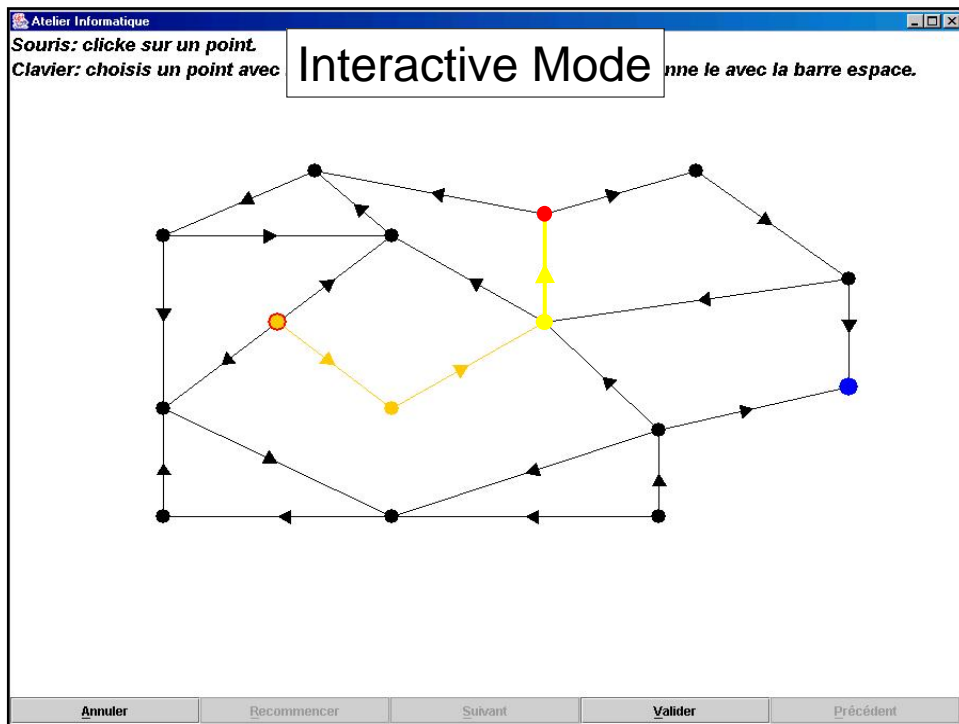 Atelier Informatique
Souris: clicke sur un point.
Clavier: choisis un point avec
Interactive Mode
nne le avec la barre espace.
Annuler Recommencer Suivant Valider Précédent